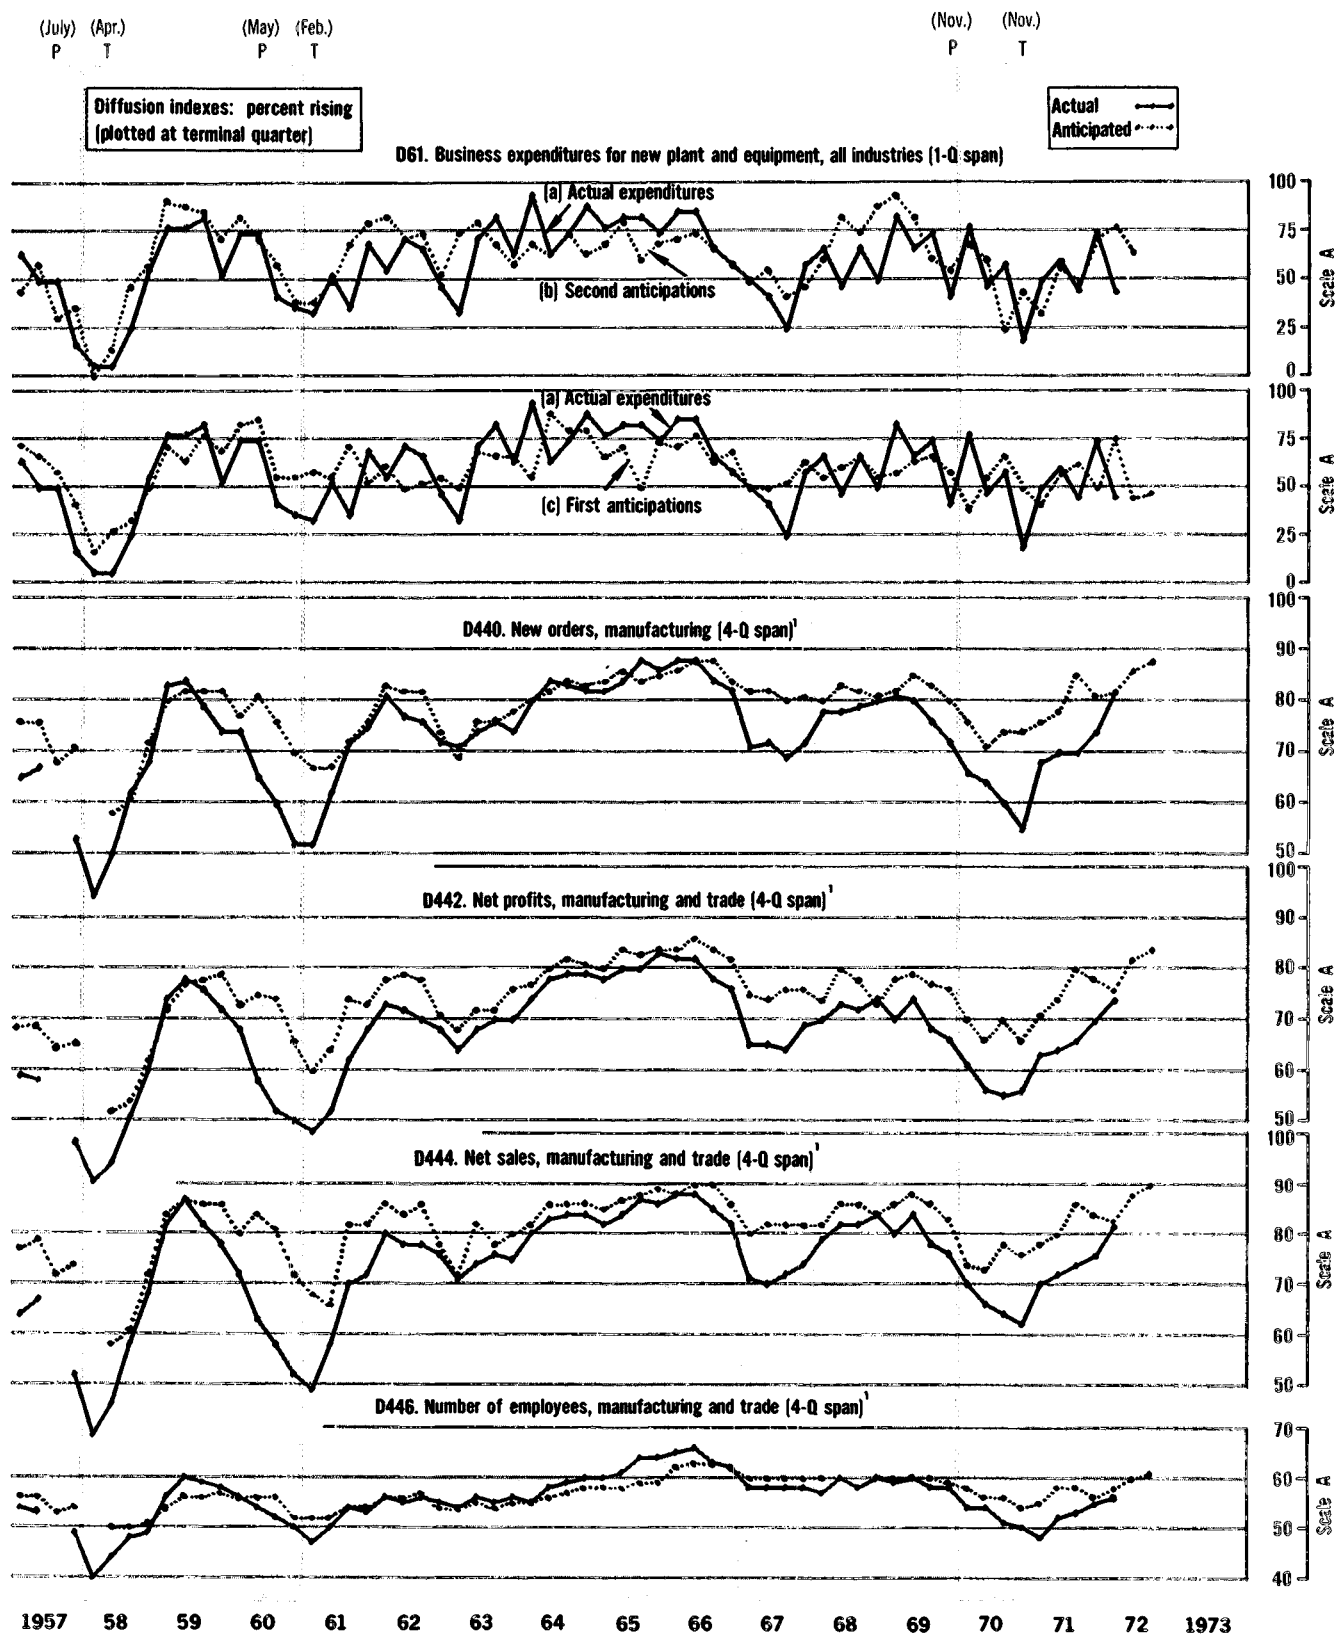 (July) (Apr.) (May) (Feb.) (Nov.) (Nov.)
P T P T P T
Diffusion indexes: percent rising
(plotted at terminal quarter)
Actual
Anticipated
D61. Business expenditures for new plant and equipment, all industries (1-Q span)
(a) Actual expenditures
(b) Second anticipations
100
75
50
25
0
Scale A
(a) Actual expenditures
(c) First anticipations
100
75
50
25
0
Scale A
D440. New orders, manufacturing (4-Q span)¹
100
90
80
70
60
50
Scale A
D442. Net profits, manufacturing and trade (4-Q span)¹
100
90
80
70
60
50
Scale A
D444. Net sales, manufacturing and trade (4-Q span)¹
100
90
80
70
60
50
Scale A
D446. Number of employees, manufacturing and trade (4-Q span)¹
70
60
50
40
Scale A
1957 58 59 60 61 62 63 64 65 66 67 68 69 70 71 72 1973